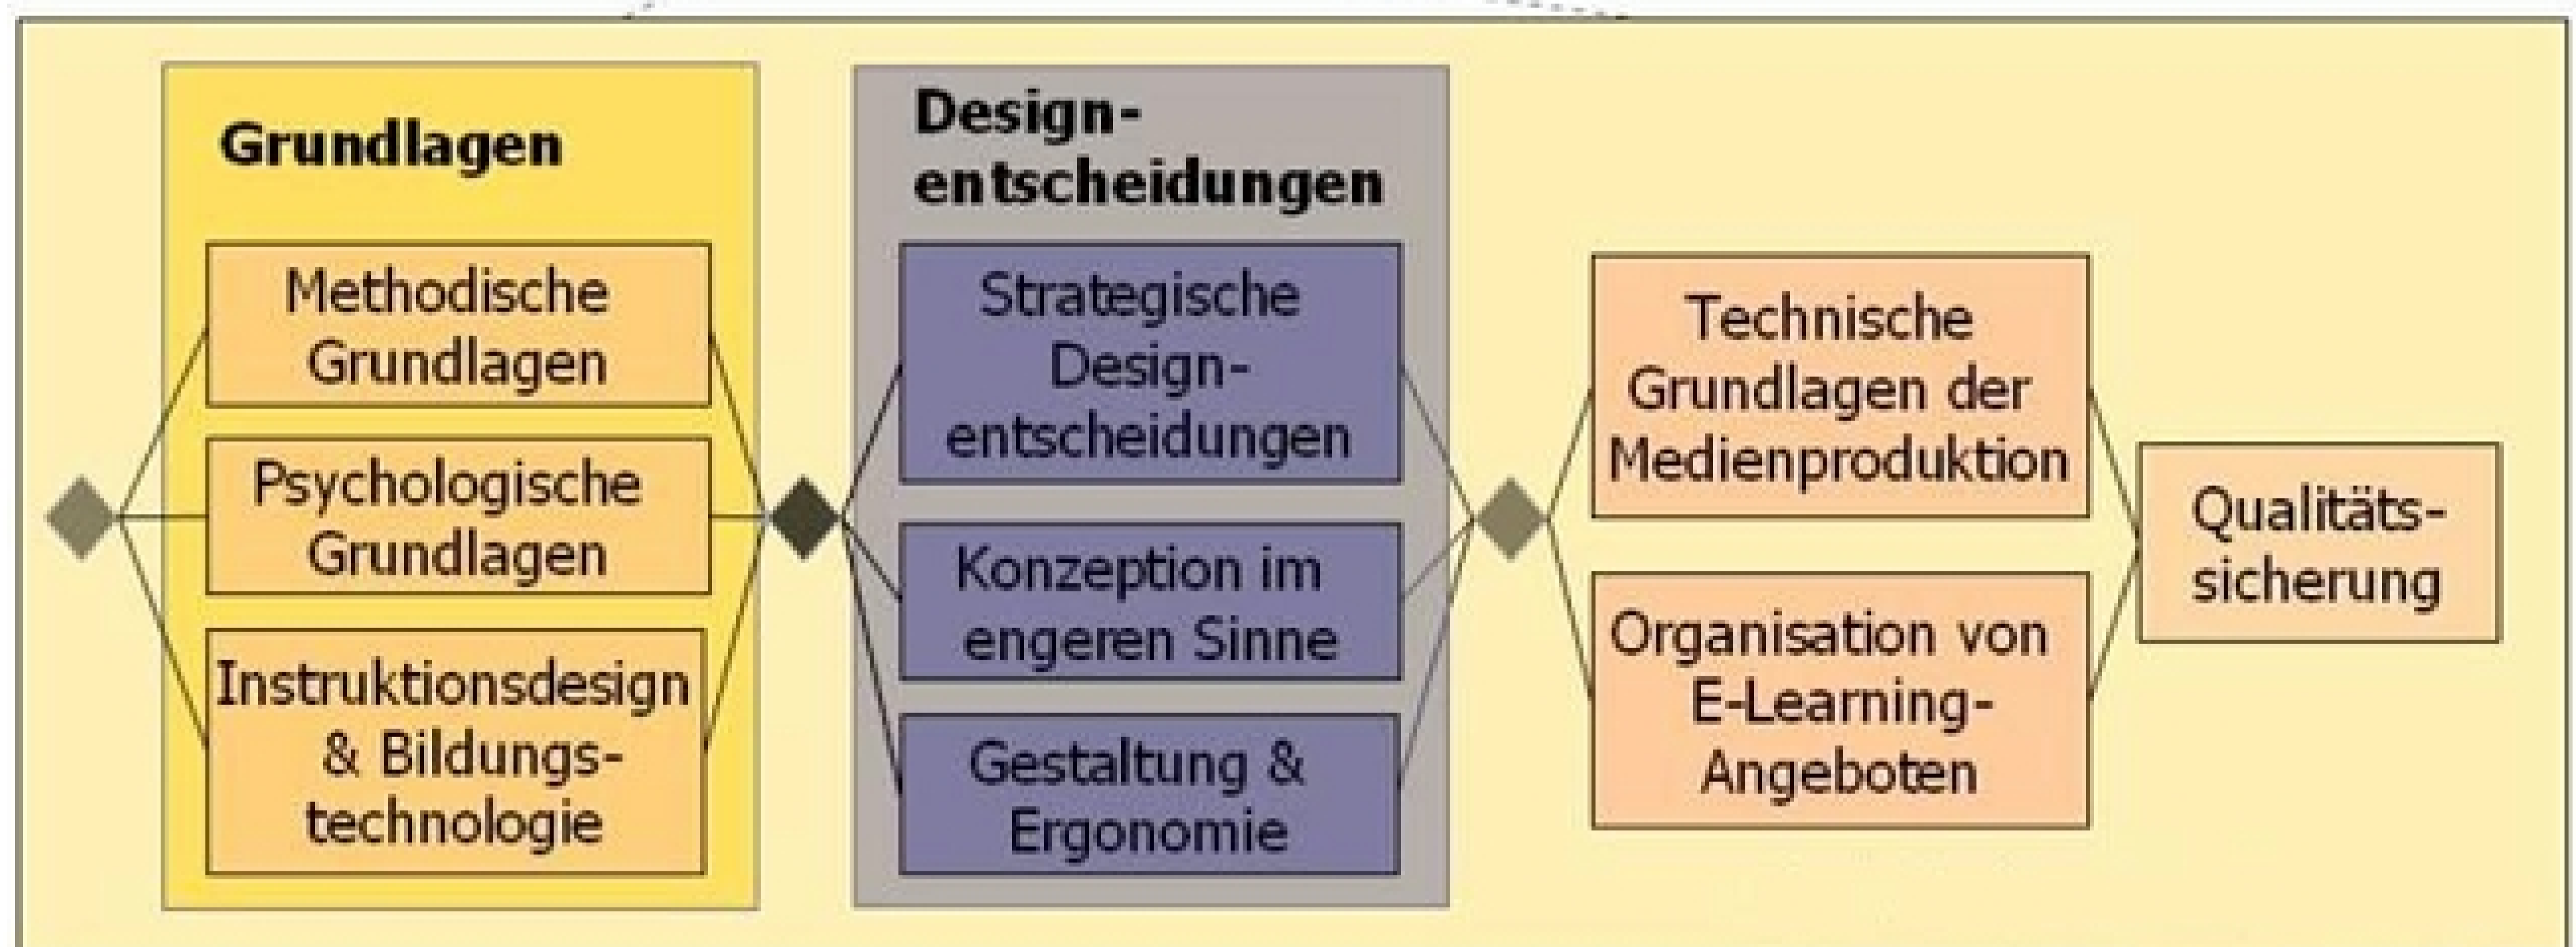 Grundlagen
Methodische
Grundlagen
Psychologische
Grundlagen
Instruktionsdesign
& Bildungs-
technologie
Design-
entscheidungen
Strategische
Design-
entscheidungen
Konzeption im
engeren Sinne
Gestaltung &
Ergonomie
Technische
Grundlagen der
Medienproduktion
Organisation von
E-Learning-
Angeboten
Qualitäts-
sicherung